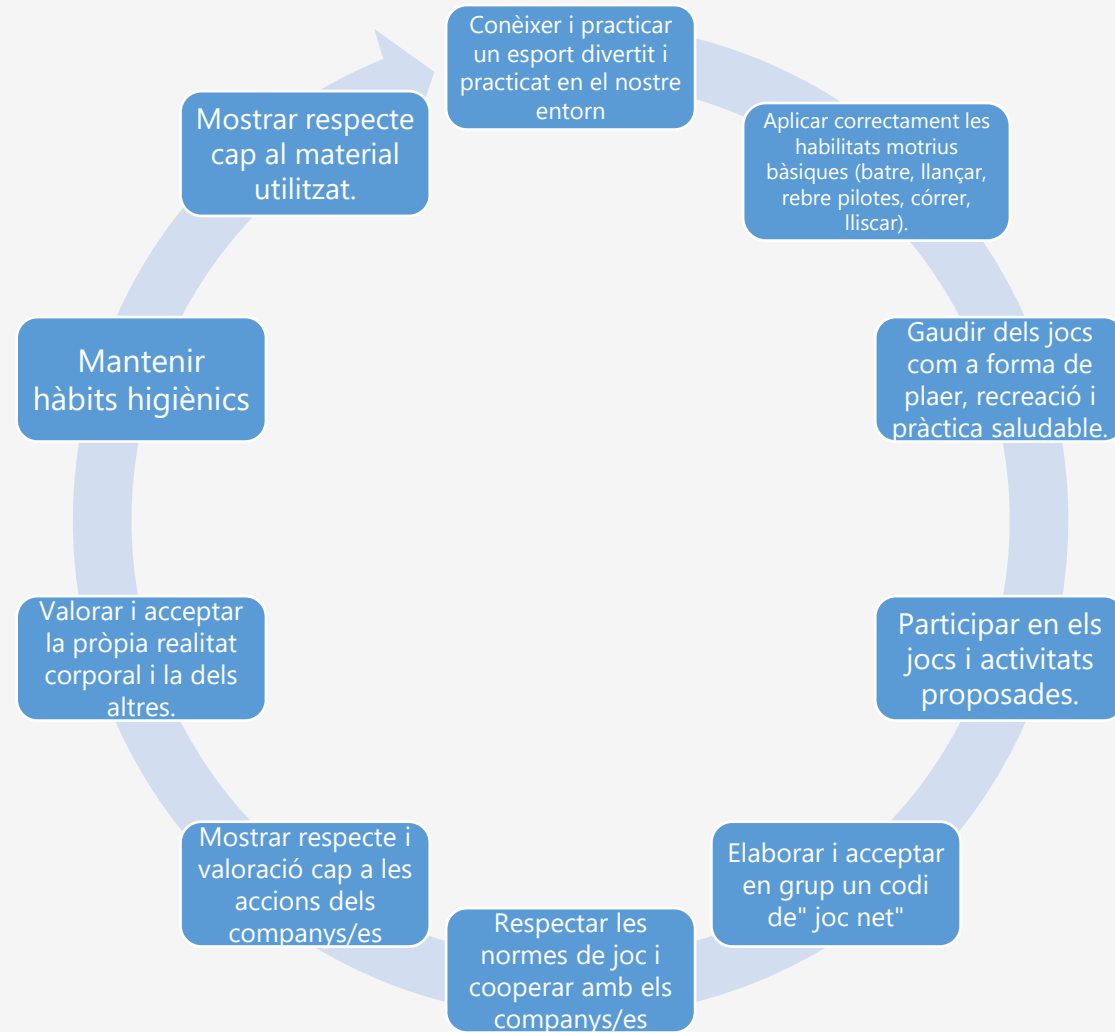 Conèixer i practicar
un esport divertit i
practicat en el nostre
entorn
Aplicar correctament les
habilitats motrius
bàsiques (batre, llançar,
rebre pilotes, córrer,
lliscar).
Gaudir dels jocs
com a forma de
plaer, recreació i
pràctica saludable.
Participar en els
jocs i activitats
proposades.
Elaborar i acceptar
en grup un codi
de" joc net"
Respectar les
normes de joc i
cooperar amb els
companys/es
Mostrar respecte i
valoració cap a les
accions dels
companys/es
Valorar i acceptar
la pròpia realitat
corporal i la dels
altres.
Mantenir
hàbits higiènics
Mostrar respecte
cap al material
utilitzat.